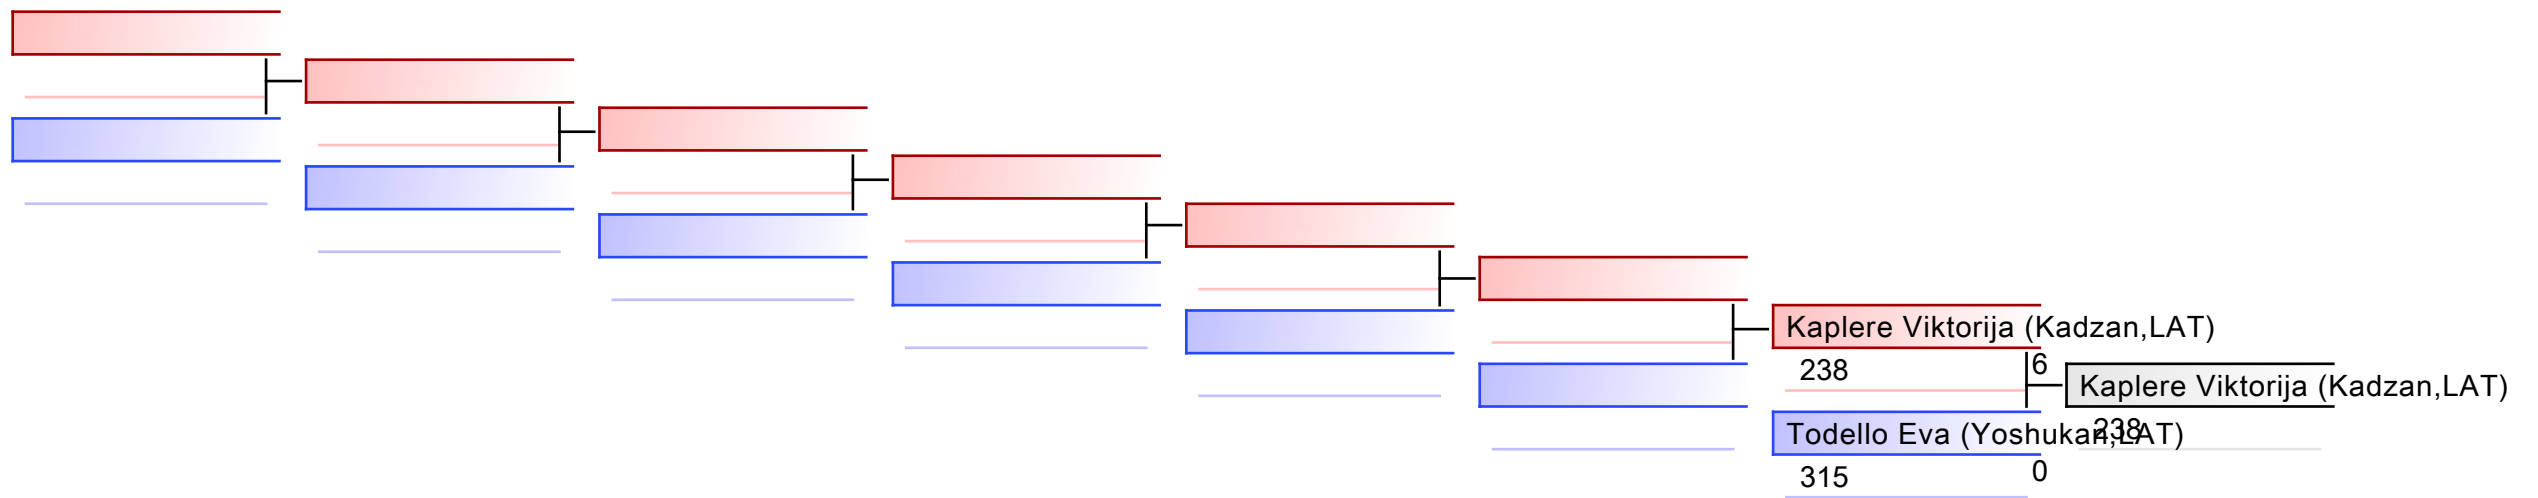 Kaplere Viktorija (Kadzan,LAT)
238
6
Kaplere Viktorija (Kadzan,LAT)
238
Todello Eva (Yoshukan,LAT)
315
0